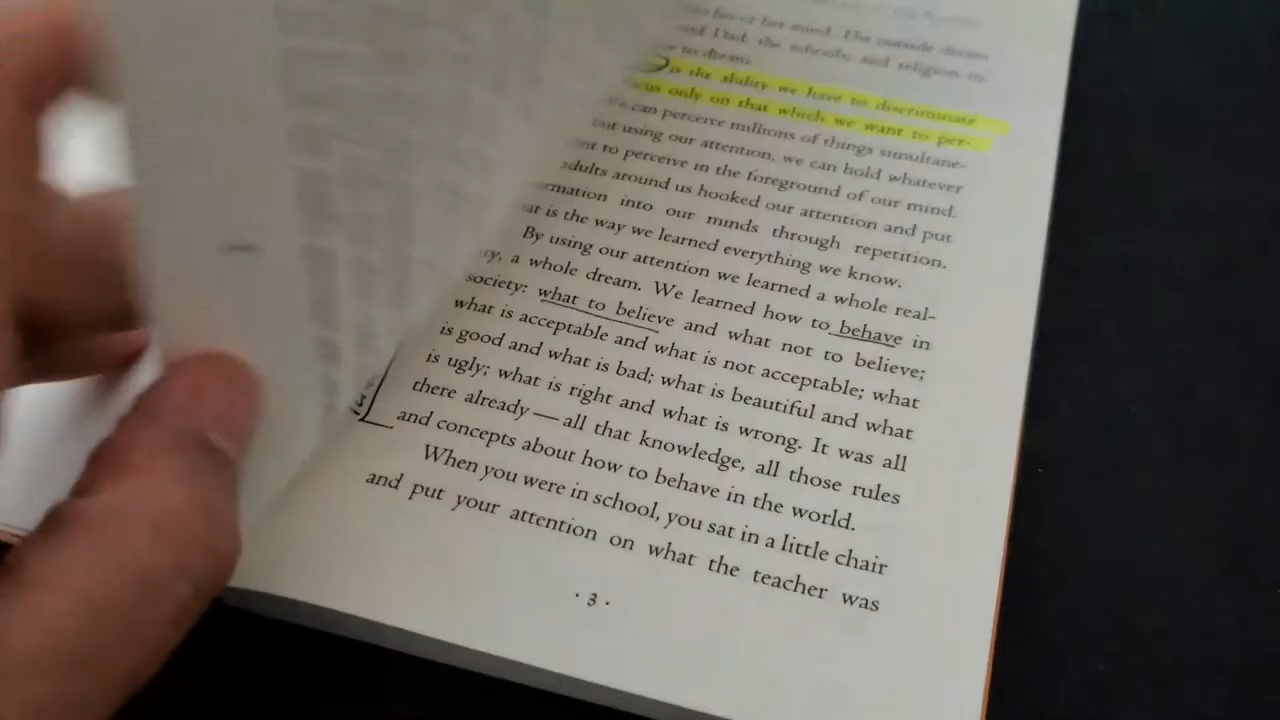 her mind. The outside dream
Dad, the schools, and religion to
to dream.
is the ability we have to discriminate
only on that which we want to per-
can perceive millions of things simultane-
using our attention, we can hold whatever
to perceive in the foreground of our mind.
adults around us hooked our attention and put
into our minds through repetition.
is the way we learned everything we know.
By using our attention we learned a whole real-
a whole dream. We learned how to behave in
society: what to believe and what not to believe;
what is acceptable and what is not acceptable; what
is good and what is bad; what is beautiful and what
is ugly; what is right and what is wrong. It was all
there already — all that knowledge, all those rules
and concepts about how to behave in the world.
When you were in school, you sat in a little chair
and put your attention on what the teacher was
· 3 ·